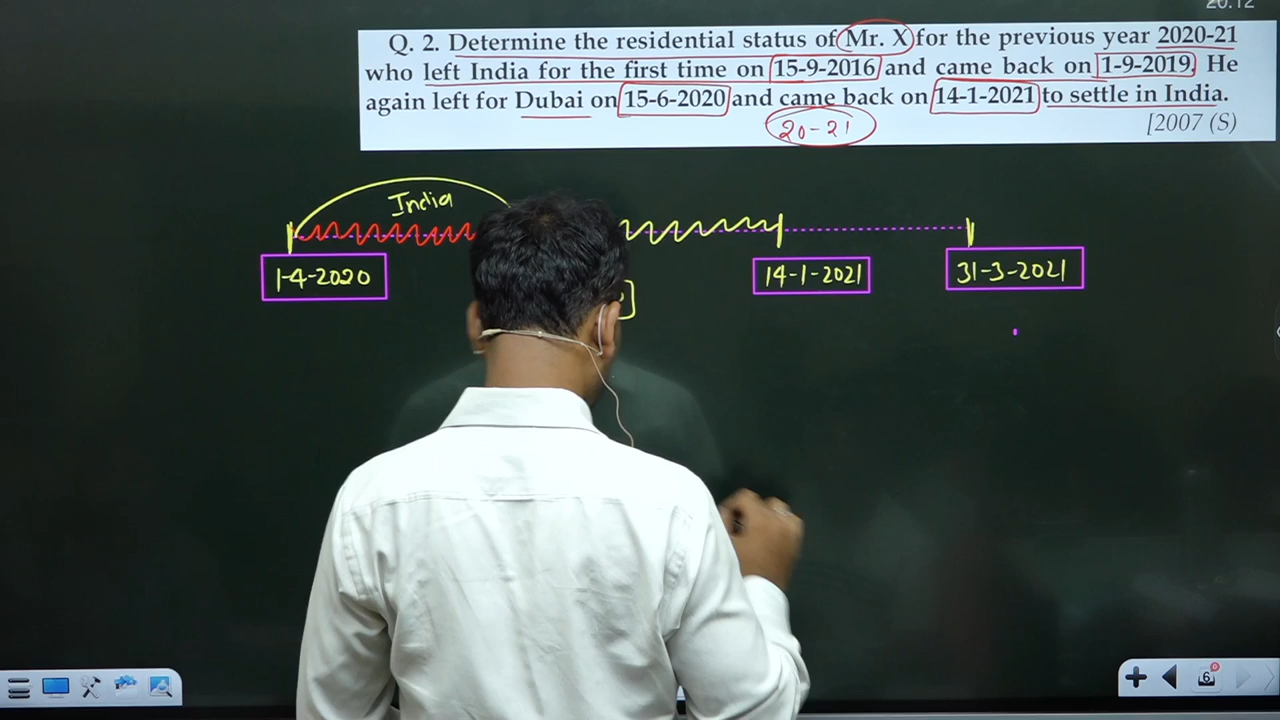 20:12
Q. 2. Determine the residential status of Mr. X for the previous year 2020-21
who left India for the first time on 15-9-2016 and came back on 1-9-2019. He
again left for Dubai on 15-6-2020 and came back on 14-1-2021 to settle in India.
20-21
[2007 (S)
India
1-4-2020
14-1-2021
31-3-2021
6